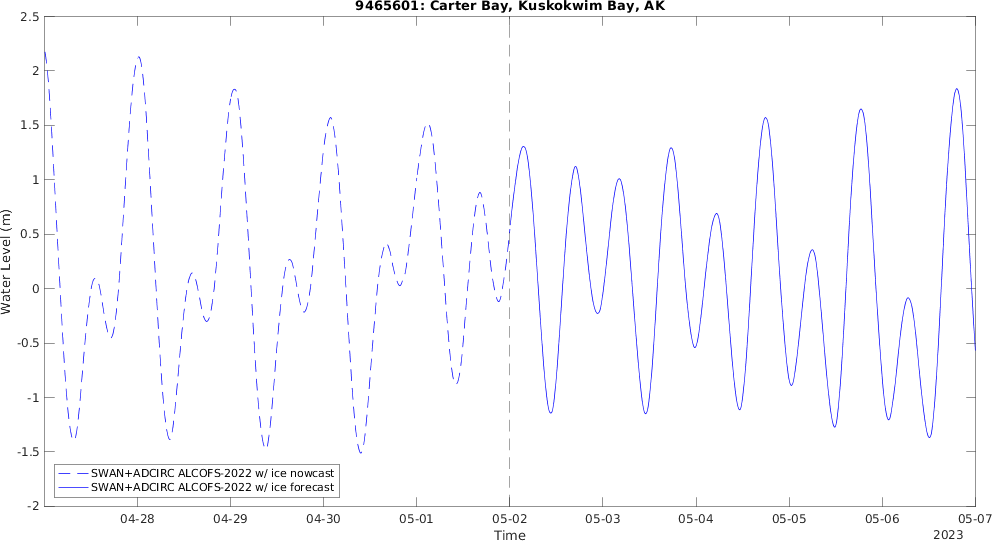 9465601: Carter Bay, Kuskokwim Bay, AK
2.5
2
1.5
1
0.5
0
-0.5
-1
-1.5
-2
Water Level (m)
SWAN+ADCIRC ALCOFS-2022 w/ ice nowcast
SWAN+ADCIRC ALCOFS-2022 w/ ice forecast
04-28 04-29 04-30 05-01 05-02 05-03 05-04 05-05 05-06 05-07
Time
2023